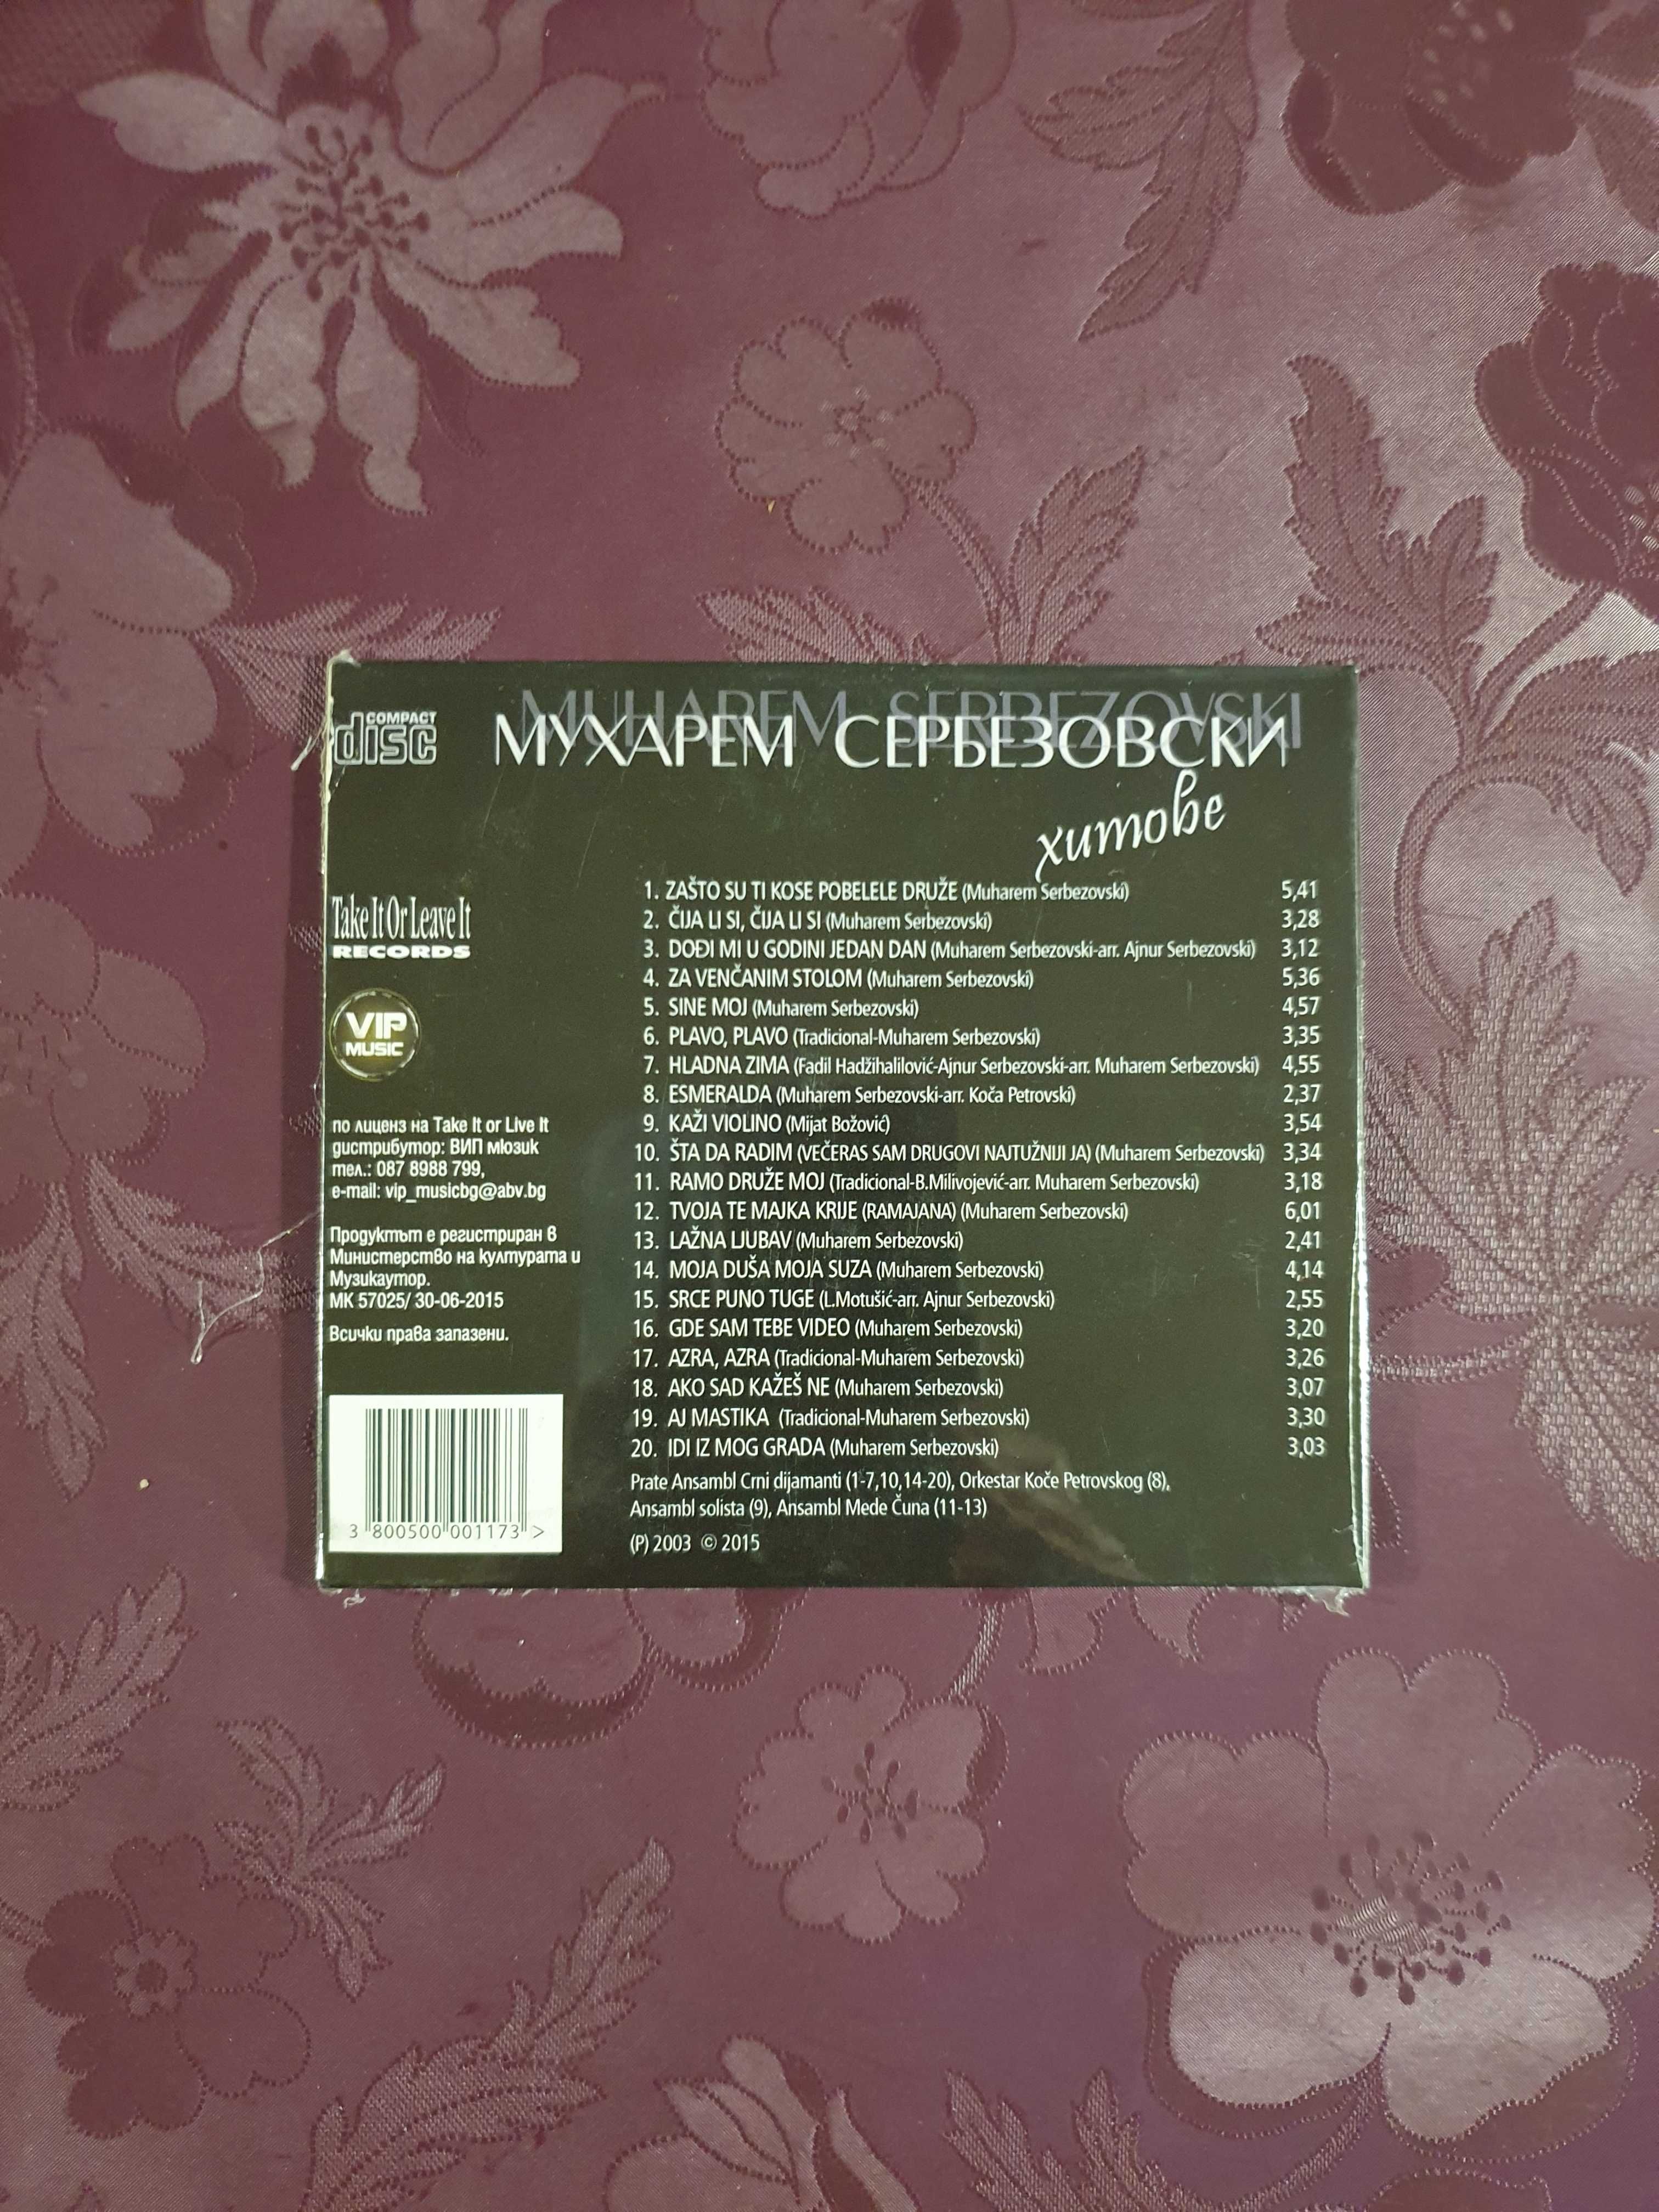 COMPACT
disc
MUHAREM SERBEZOVSKI
МУХАРЕМ СЕРБЕЗОВСКИ
хитове
1. ZAŠTO SU TI KOSE POBELELE DRUŽE (Muharem Serbezovski) 5,41
2. ČIJA LI SI, ČIJA LI SI (Muharem Serbezovski) 3,28
3. DOĐI MI U GODINI JEDAN DAN (Muharem Serbezovski-arr. Ajnur Serbezovski) 3,12
4. ZA VENČANIM STOLOM (Muharem Serbezovski) 5,36
5. SINE MOJ (Muharem Serbezovski) 4,57
6. PLAVO, PLAVO (Tradicional-Muharem Serbezovski) 3,35
7. HLADNA ZIMA (Fadil Hadžihalilović-Ajnur Serbezovski-arr. Muharem Serbezovski) 4,55
8. ESMERALDA (Muharem Serbezovski-arr. Koča Petrovski) 2,37
9. KAŽI VIOLINO (Mijat Božović) 3,54
10. ŠTA DA RADIM (VEČERAS SAM DRUGOVI NAJTUŽNIJI JA) (Muharem Serbezovski) 3,34
11. RAMO DRUŽE MOJ (Tradicional-B.Milivojević-arr. Muharem Serbezovski) 3,18
12. TVOJA TE MAJKA KRIJE (RAMAJANA) (Muharem Serbezovski) 6,01
13. LAŽNA LJUBAV (Muharem Serbezovski) 2,41
14. MOJA DUŠA MOJA SUZA (Muharem Serbezovski) 4,14
15. SRCE PUNO TUGE (L.Motušić-arr. Ajnur Serbezovski) 2,55
16. GDE SAM TEBE VIDEO (Muharem Serbezovski) 3,20
17. AZRA, AZRA (Tradicional-Muharem Serbezovski) 3,26
18. AKO SAD KAŽEŠ NE (Muharem Serbezovski) 3,07
19. AJ MASTIKA (Tradicional-Muharem Serbezovski) 3,30
20. IDI IZ MOG GRADA (Muharem Serbezovski) 3,03
Prate Ansambl Crni dijamanti (1-7,10,14-20), Orkestar Koče Petrovskog (8),
Ansambl solista (9), Ansambl Mede Čuna (11-13)
(P) 2003 © 2015
Take It Or Leave It
RECORDS
VIP
MUSIC
по лиценз на Take It or Live It
дистрибутор: ВИП мюзик
тел.: 087 8988 799,
e-mail: vip_musicbg@abv.bg
Продуктът е регистриран в
Министерство на културата и
Музикаутор.
МК 57025/ 30-06-2015
Всички права запазени.
3 800500 001173 >